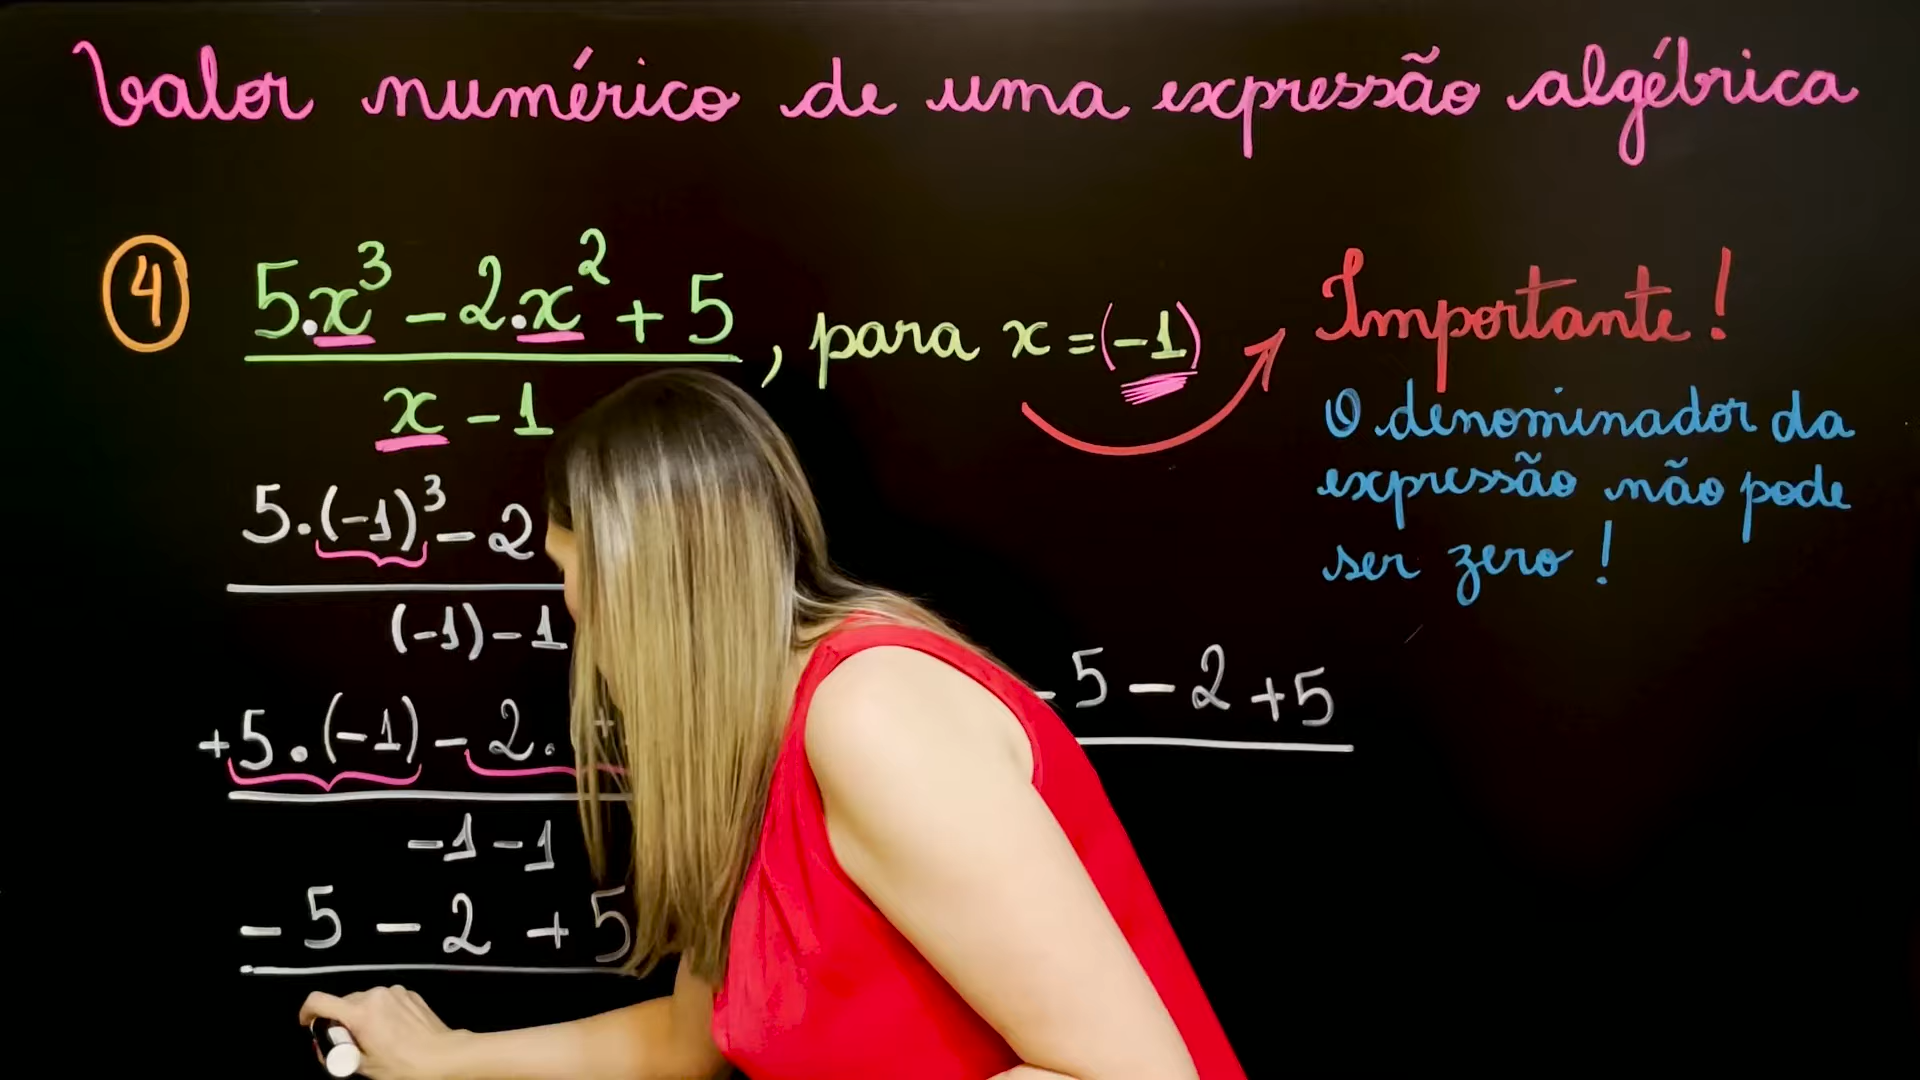 Valor numérico de uma expressão algébrica
4
5.x³ - 2.x² + 5
x - 1
, para x = (-1)
Importante!
O denominador da
expressão não pode
ser zero!
5.(-1)³ - 2
(-1) - 1
+5.(-1) - 2. +
-1 - 1
- 5 - 2 + 5
- 5 - 2 + 5